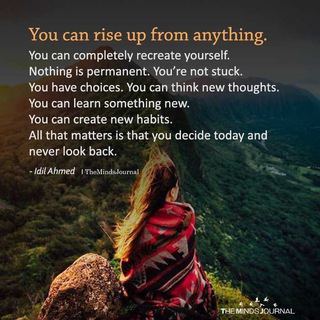 You can rise up from anything.
You can completely recreate yourself.
Nothing is permanent. You're not stuck.
You have choices. You can think new thoughts.
You can learn something new.
You can create new habits.
All that matters is that you decide today and
never look back.
- Idil Ahmed | TheMindsJournal
THE MINDS JOURNAL